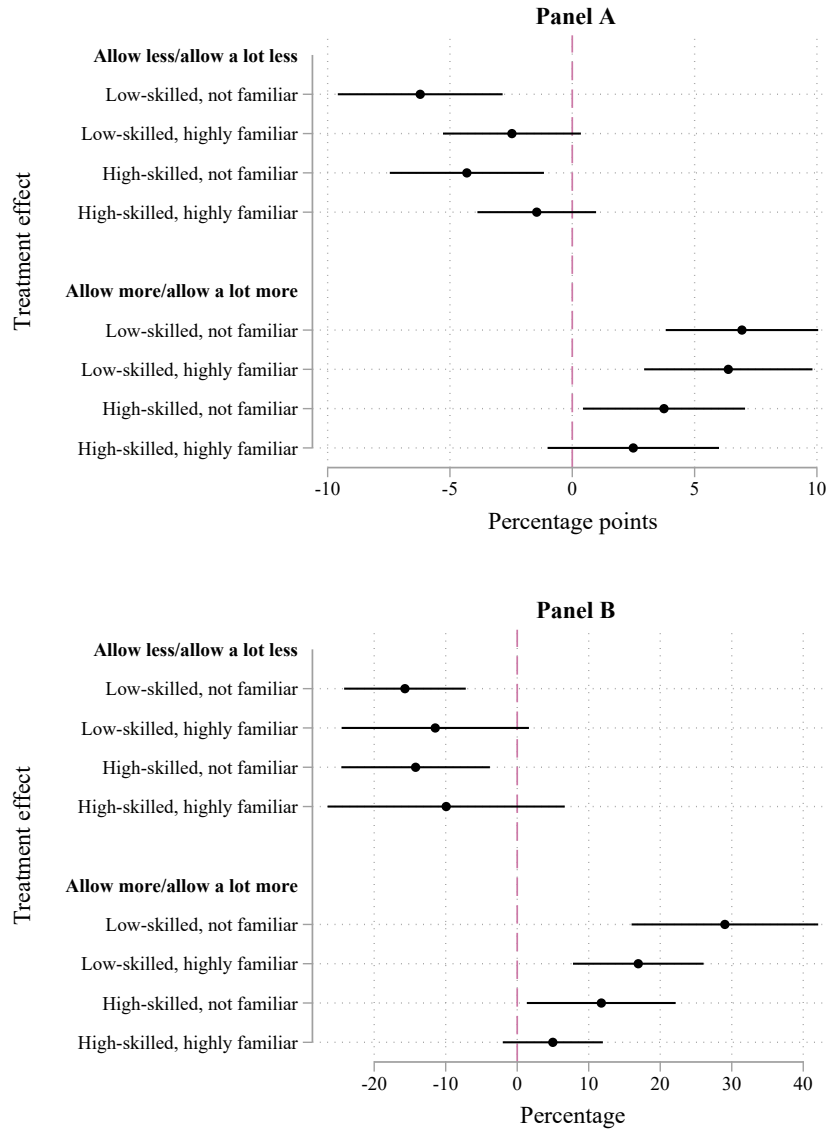 Panel A
Treatment effect
Allow less/allow a lot less
Low-skilled, not familiar
Low-skilled, highly familiar
High-skilled, not familiar
High-skilled, highly familiar
Allow more/allow a lot more
Low-skilled, not familiar
Low-skilled, highly familiar
High-skilled, not familiar
High-skilled, highly familiar
-10 -5 0 5 10
Percentage points
Panel B
Treatment effect
Allow less/allow a lot less
Low-skilled, not familiar
Low-skilled, highly familiar
High-skilled, not familiar
High-skilled, highly familiar
Allow more/allow a lot more
Low-skilled, not familiar
Low-skilled, highly familiar
High-skilled, not familiar
High-skilled, highly familiar
-20 -10 0 10 20 30 40
Percentage